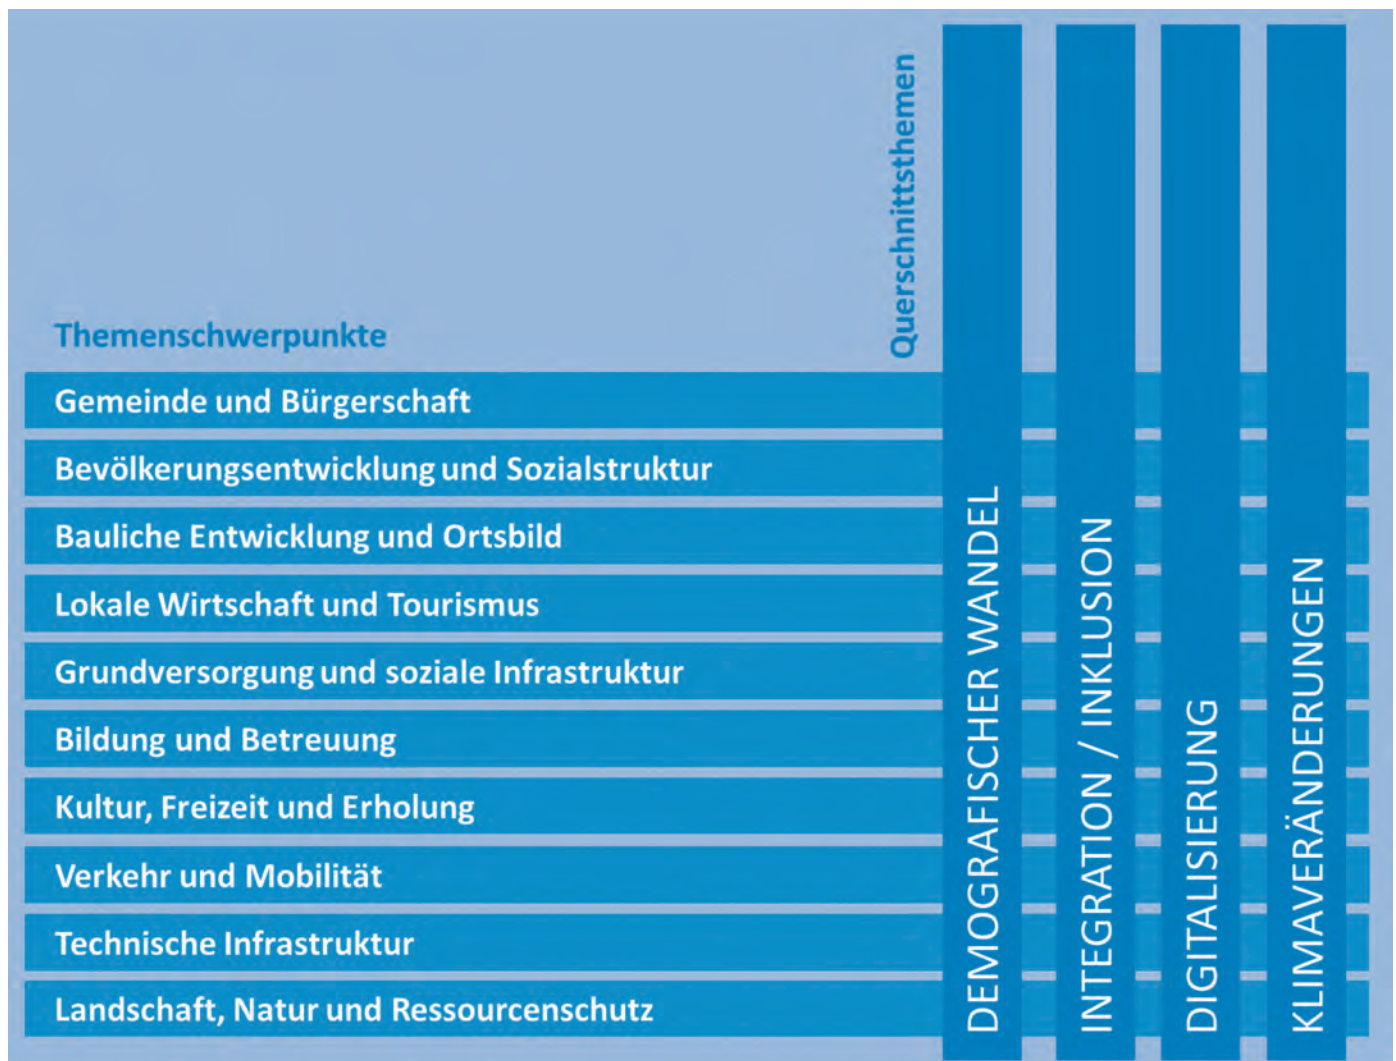 Querschnittsthemen
Themenschwerpunkte
Gemeinde und Bürgerschaft
Bevölkerungsentwicklung und Sozialstruktur
Bauliche Entwicklung und Ortsbild
Lokale Wirtschaft und Tourismus
Grundversorgung und soziale Infrastruktur
Bildung und Betreuung
Kultur, Freizeit und Erholung
Verkehr und Mobilität
Technische Infrastruktur
Landschaft, Natur und Ressourcenschutz
DEMOGRAFISCHER WANDEL
INTEGRATION / INKLUSION
DIGITALISIERUNG
KLIMAVERÄNDERUNGEN